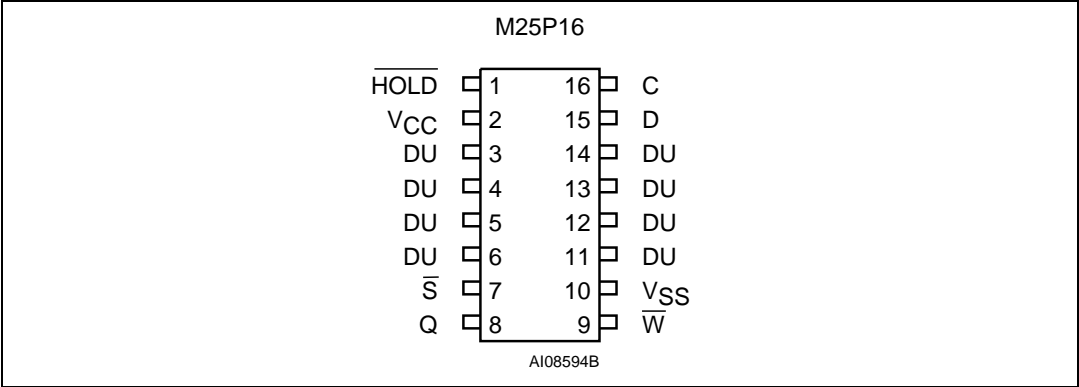 M25P16
HOLD 1 16 C
VCC 2 15 D
DU 3 14 DU
DU 4 13 DU
DU 5 12 DU
DU 6 11 DU
S 7 10 VSS
Q 8 9 W
AI08594B